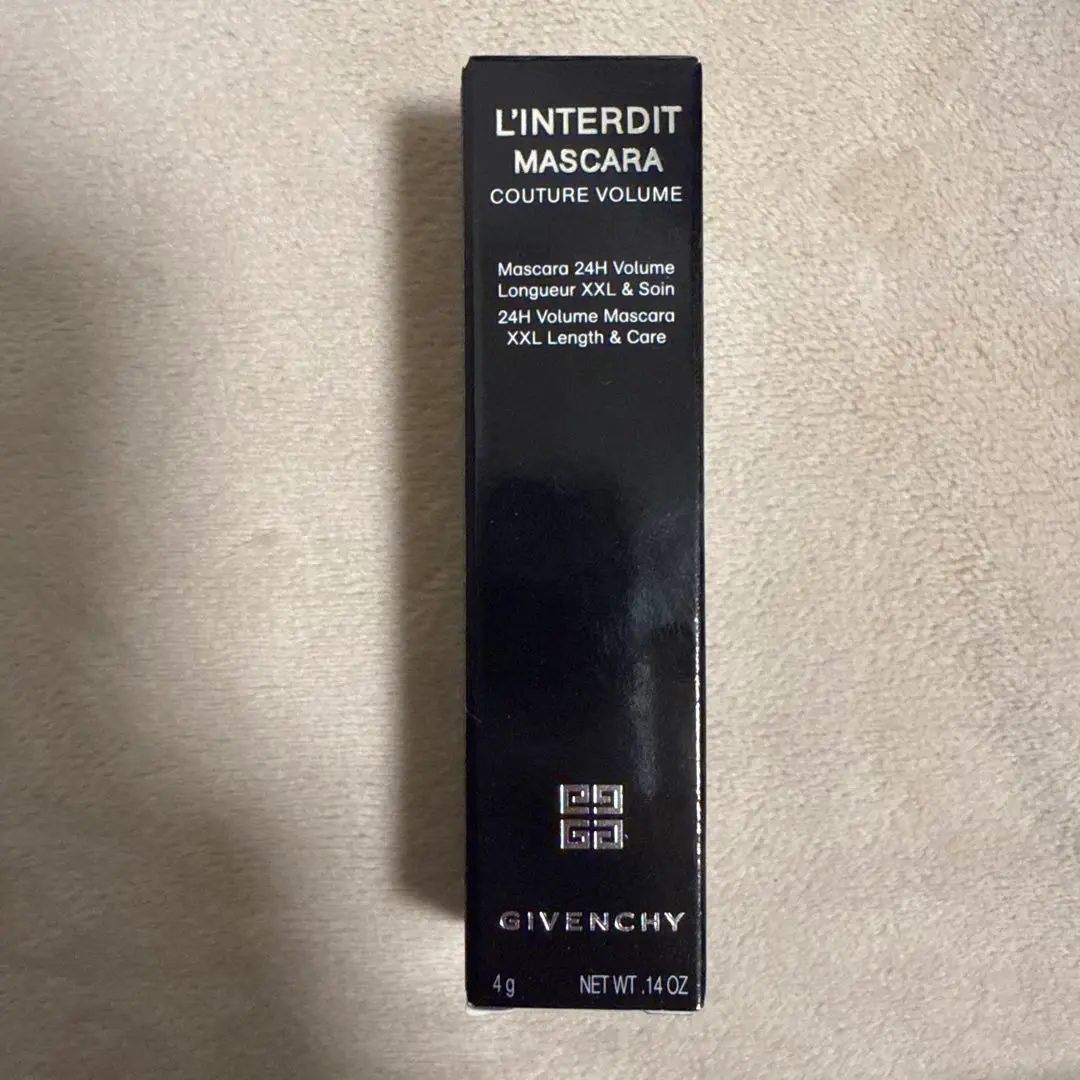 L'INTERDIT
MASCARA
COUTURE VOLUME
Mascara 24H Volume
Longueur XXL & Soin
24H Volume Mascara
XXL Length & Care
GIVENCHY
4 g NET WT .14 OZ